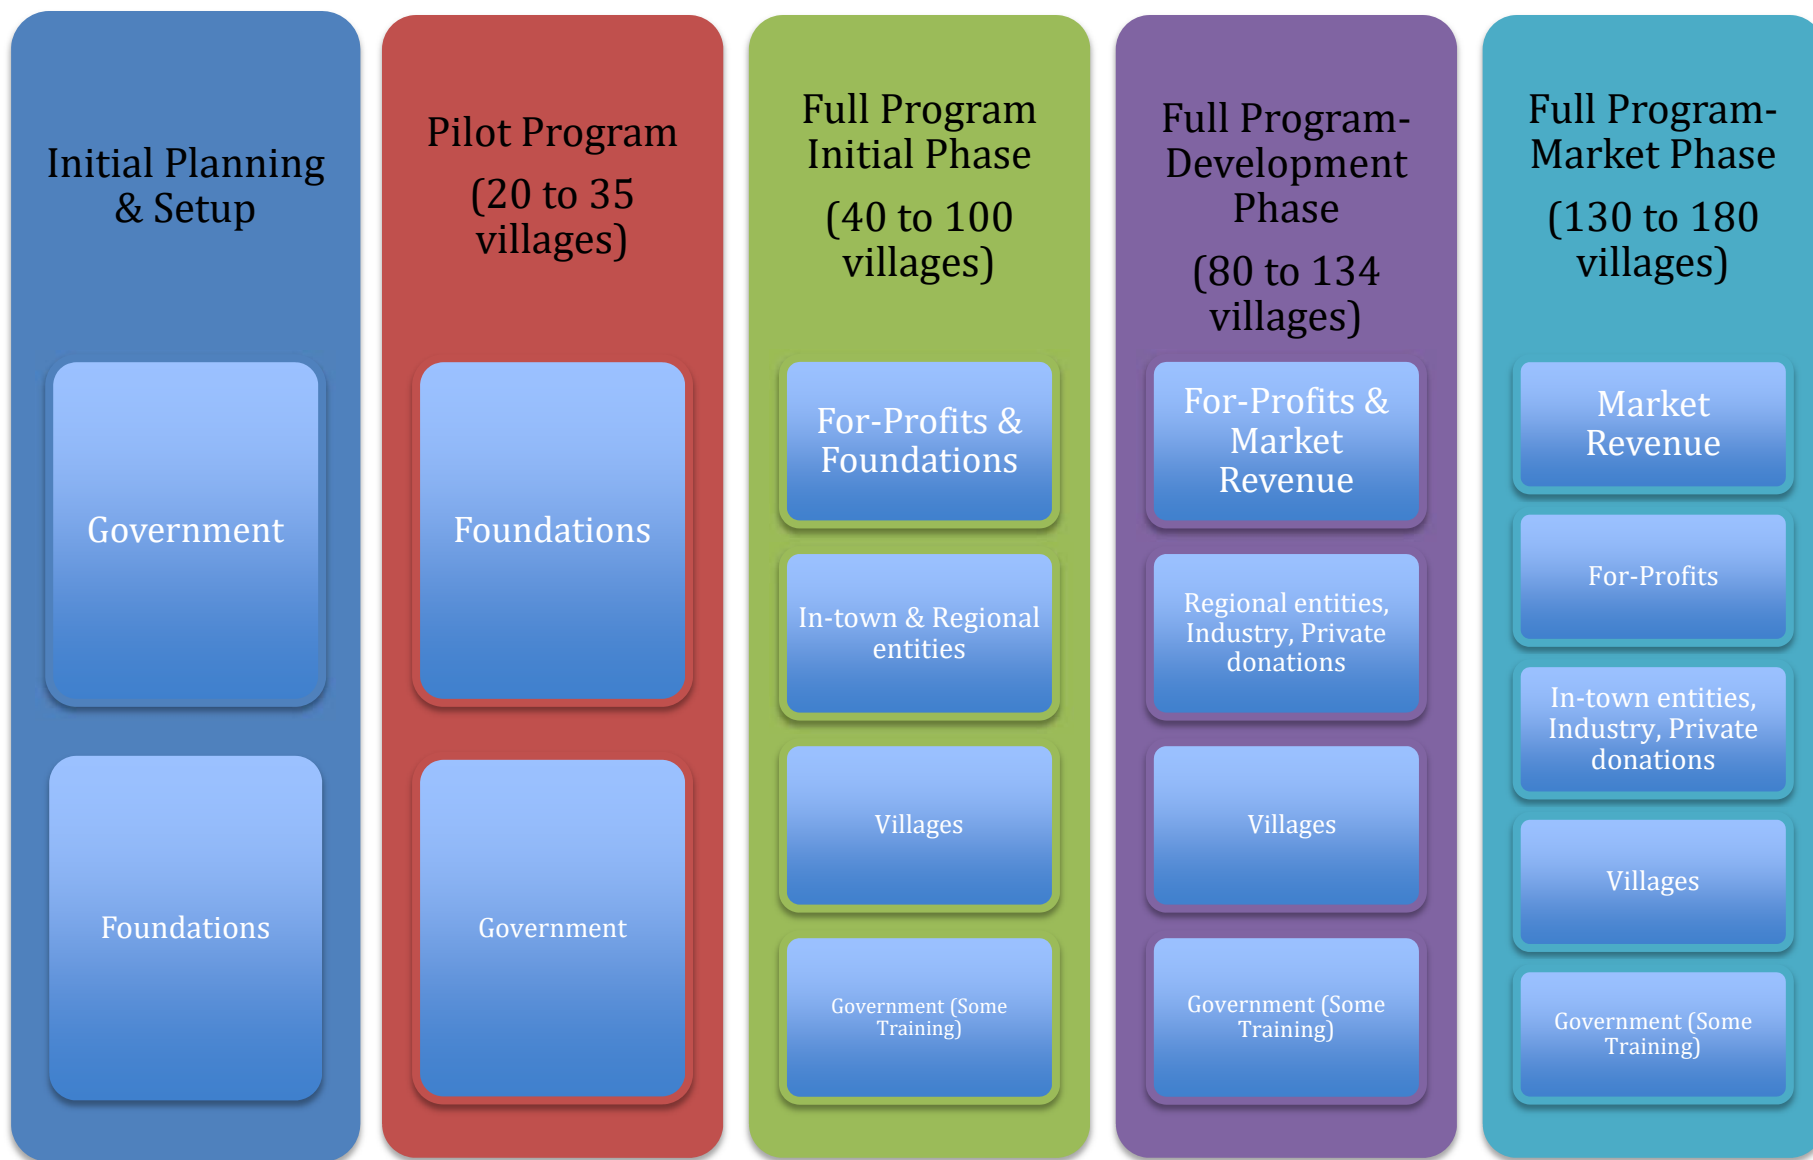 Initial Planning
& Setup
Government
Foundations
Pilot Program
(20 to 35
villages)
Foundations
Government
Full Program
Initial Phase
(40 to 100
villages)
For-Profits &
Foundations
In-town & Regional
entities
Villages
Government (Some
Training)
Full Program-
Development
Phase
(80 to 134
villages)
For-Profits &
Market
Revenue
Regional entities,
Industry, Private
donations
Villages
Government (Some
Training)
Full Program-
Market Phase
(130 to 180
villages)
Market
Revenue
For-Profits
In-town entities,
Industry, Private
donations
Villages
Government (Some
Training)